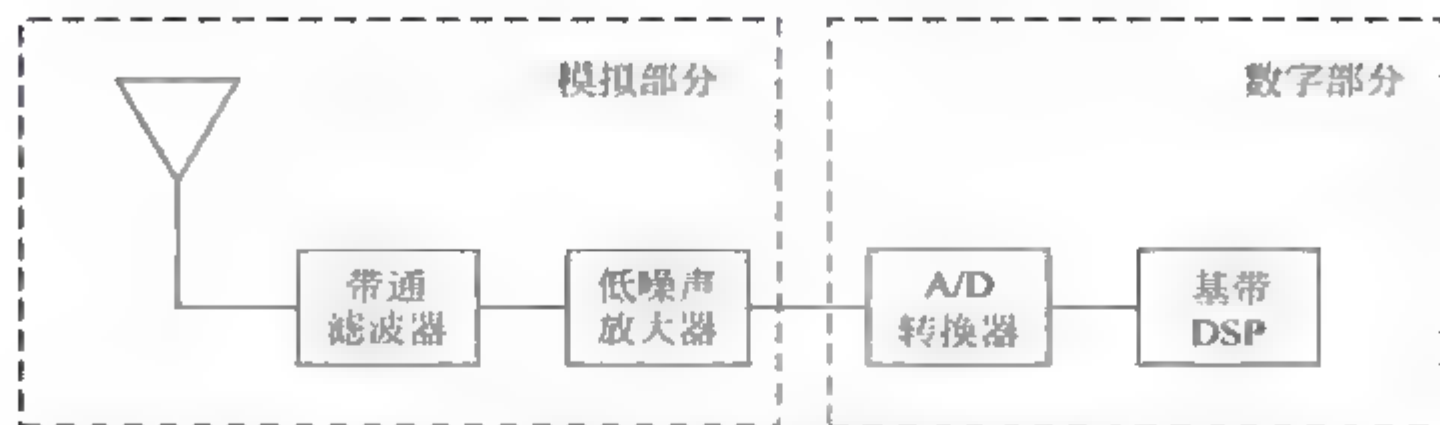 模拟部分
数字部分
带通
滤波器
低噪声
放大器
A/D
转换器
基带
DSP